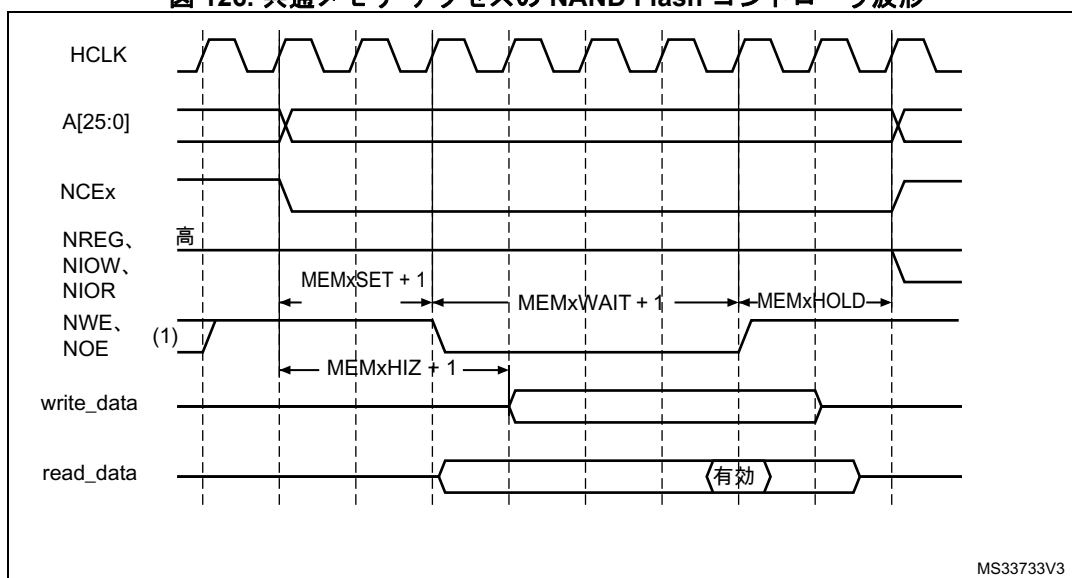 HCLK
A[25:0]
NCEx
NREG、 高
NIOW、
NIOR
MEMxSET + 1
MEMxWAIT + 1
MEMxHOLD
NWE、
NOE
(1)
MEMxHIZ + 1
write_data
read_data
有効
MS33733V3